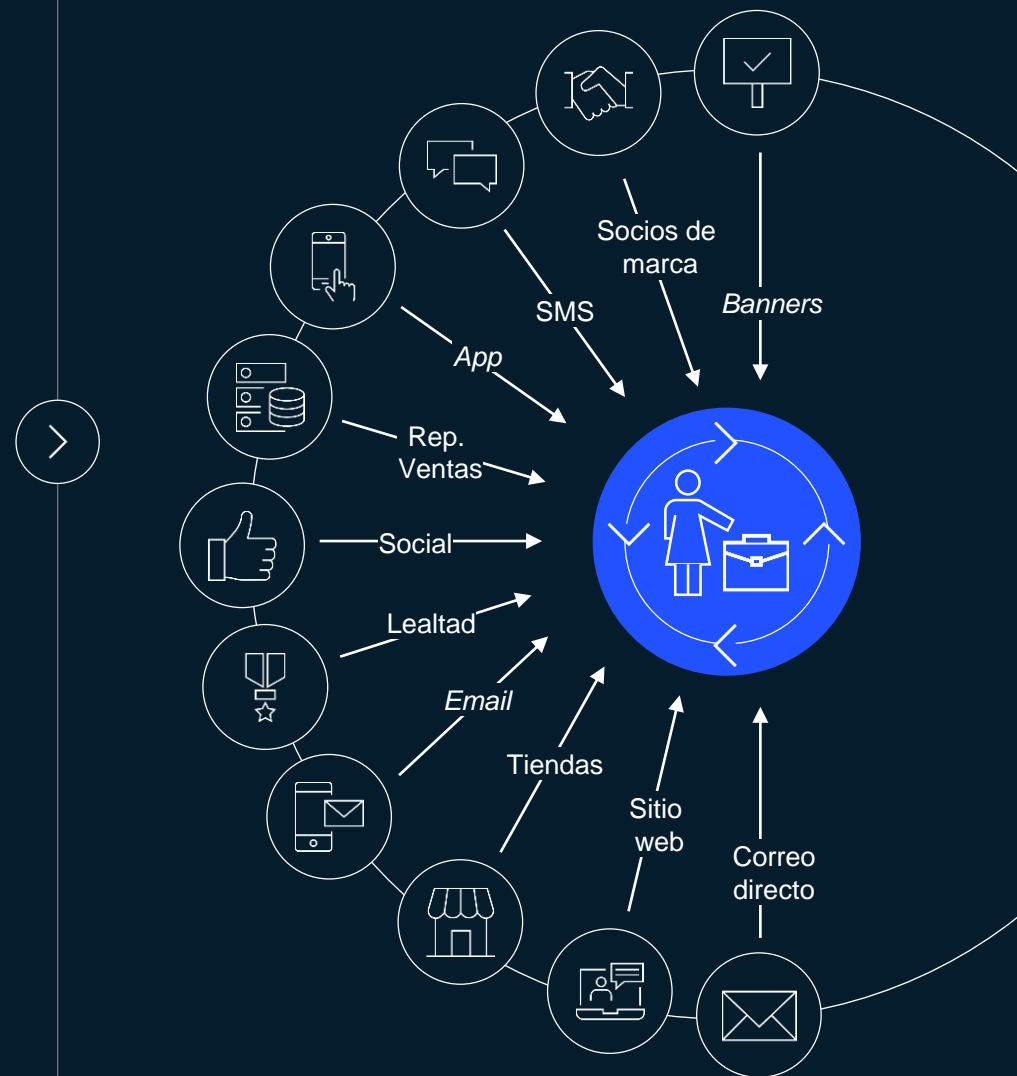 Socios de
marca
Banners
SMS
App
Rep.
Ventas
Social
Lealtad
Email
Tiendas
Sitio
web
Correo
directo